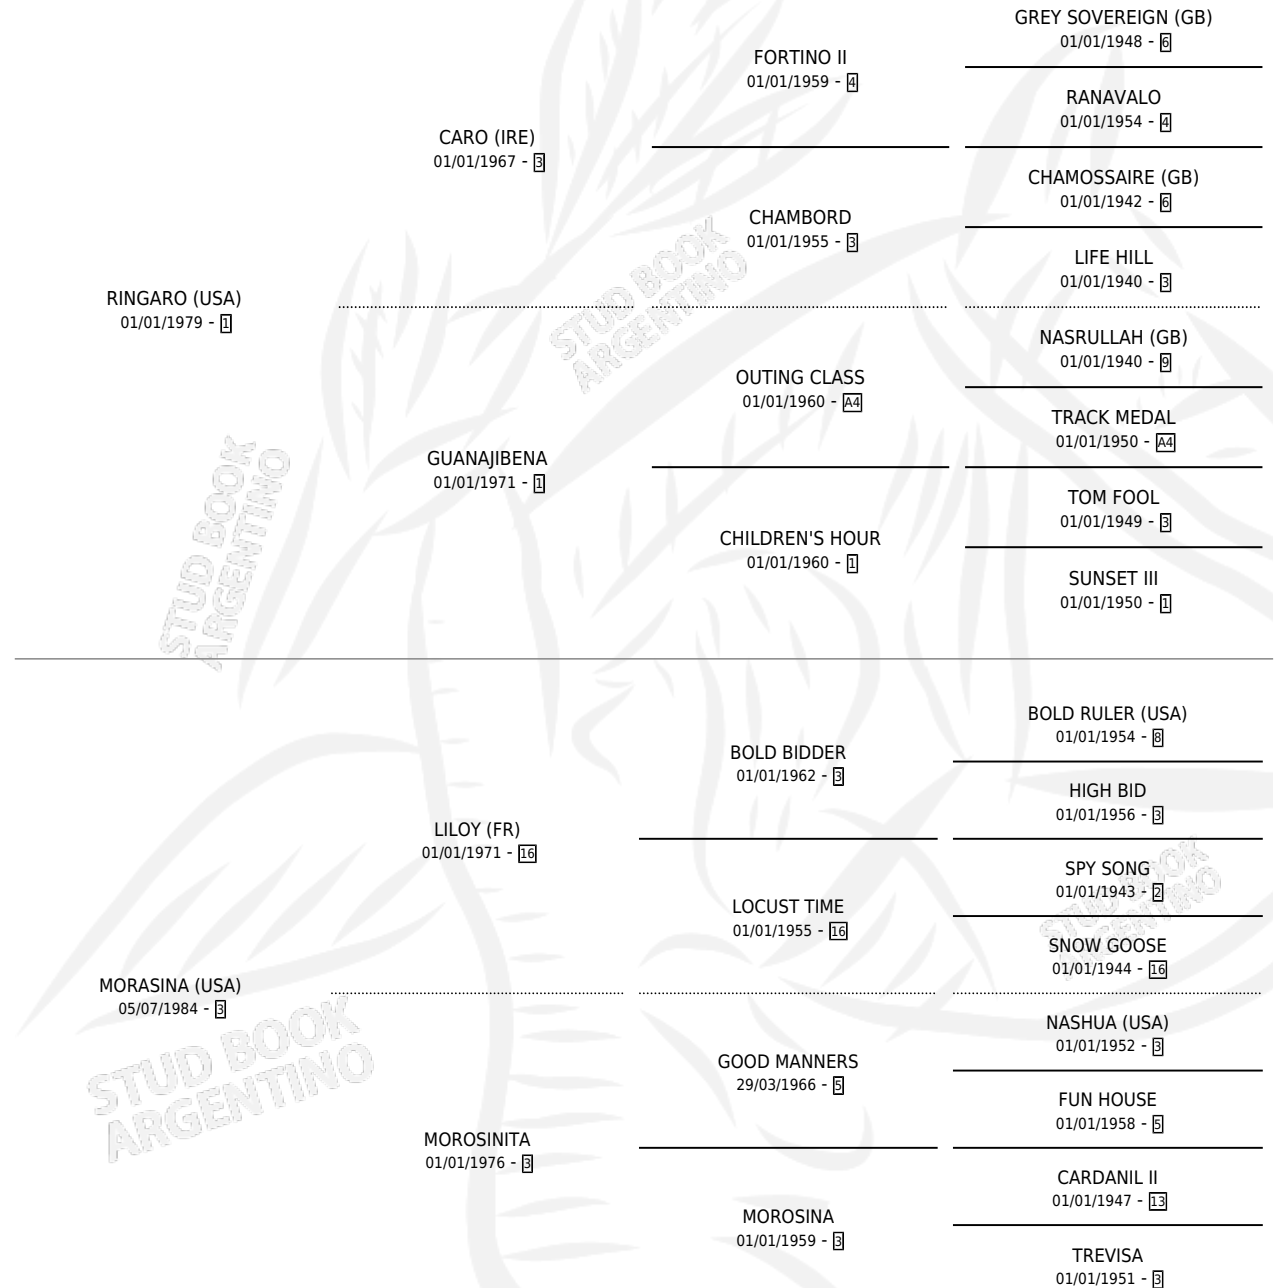 GREY SOVEREIGN (GB)
01/01/1948 - 6
FORTINO II
01/01/1959 - 4
RANAVALO
01/01/1954 - 4
CARO (IRE)
01/01/1967 - 3
CHAMOSSAIRE (GB)
01/01/1942 - 6
CHAMBORD
01/01/1955 - 3
LIFE HILL
01/01/1940 - 3
RINGARO (USA)
01/01/1979 - 1
STUD BOOK
ARGENTINO
NASRULLAH (GB)
01/01/1940 - 9
OUTING CLASS
01/01/1960 - A4
TRACK MEDAL
01/01/1950 - A4
GUANAJIBENA
01/01/1971 - 1
STUD BOOK
ARGENTINO
TOM FOOL
01/01/1949 - 3
CHILDREN'S HOUR
01/01/1960 - 1
SUNSET III
01/01/1950 - 1
BOLD RULER (USA)
01/01/1954 - 8
BOLD BIDDER
01/01/1962 - 3
HIGH BID
01/01/1956 - 3
LILOY (FR)
01/01/1971 - 16
SPY SONG
01/01/1943 - 2
STUD BOOK
ARGENTINO
LOCUST TIME
01/01/1955 - 16
SNOW GOOSE
01/01/1944 - 16
MORASINA (USA)
05/07/1984 - 3
STUD BOOK
ARGENTINO
NASHUA (USA)
01/01/1952 - 3
GOOD MANNERS
29/03/1966 - 5
FUN HOUSE
01/01/1958 - 5
MOROSINITA
01/01/1976 - 3
CARDANIL II
01/01/1947 - 13
MOROSINA
01/01/1959 - 3
TREVISA
01/01/1951 - 3